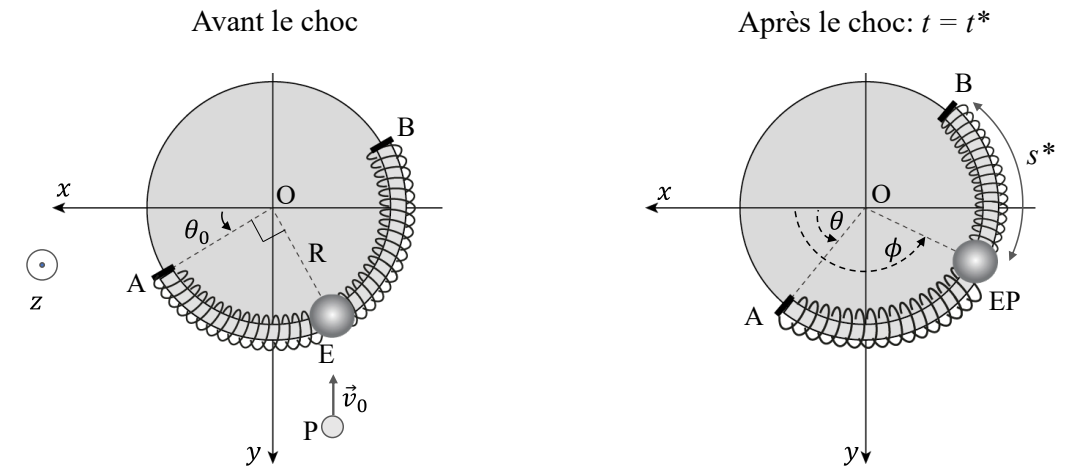 Avant le choc
B
x
O
θ₀
R
A
z
E
v⃗₀
P
y
Après le choc: t = t*
B
s*
x
O
θ
ϕ
A
EP
y